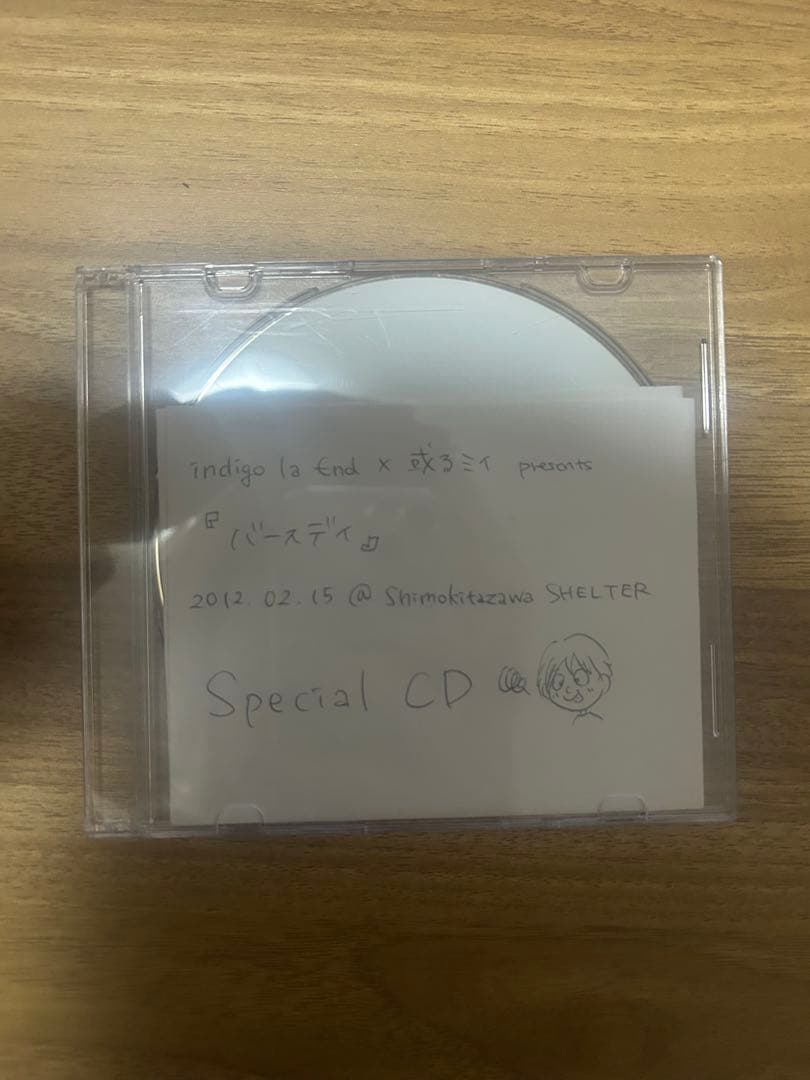 indigo la End × 或るミイ presents
『バースデイ』
2012.02.15 @ Shimokitazawa SHELTER
Special CD